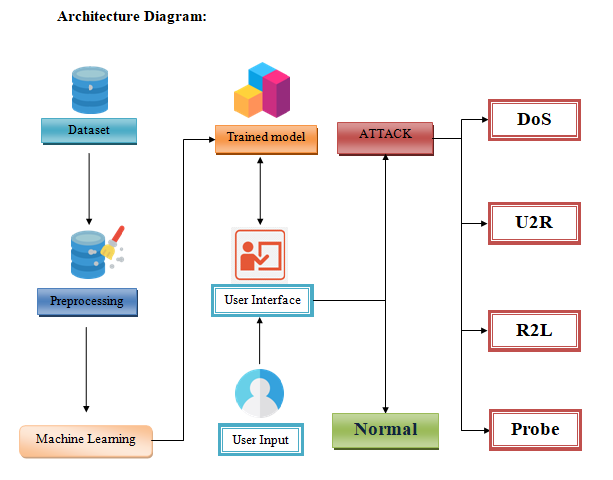 Architecture Diagram:
Dataset
Preprocessing
Machine Learning
Trained model
User Interface
User Input
ATTACK
Normal
DoS
U2R
R2L
Probe